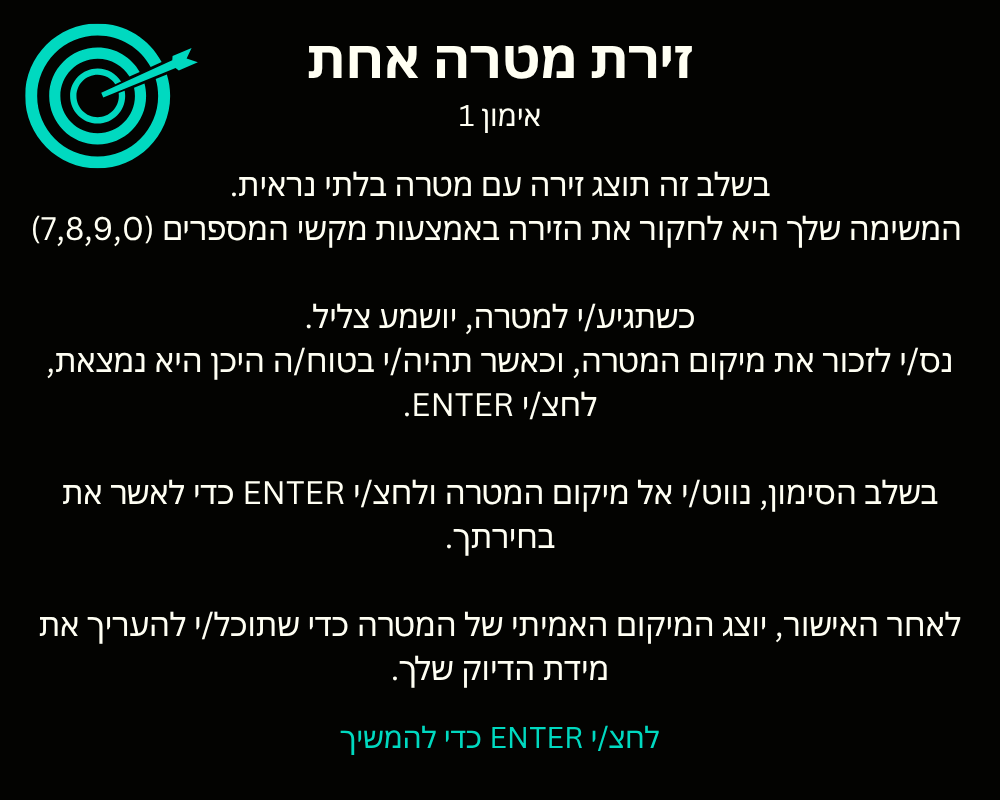 זירת מטרה אחת
אימון 1
בשלב זה תוצג זירה עם מטרה בלתי נראית.
המשימה שלך היא לחקור את הזירה באמצעות מקשי המספרים (7,8,9,0)
כשתגיע/י למטרה, יושמע צליל.
נס/י לזכור את מיקום המטרה, וכאשר תהיה/י בטוח/ה היכן היא נמצאת,
לחצ/י ENTER.
בשלב הסימון, נווט/י אל מיקום המטרה ולחצ/י ENTER כדי לאשר את
בחירתך.
לאחר האישור, יוצג המיקום האמיתי של המטרה כדי שתוכל/י להעריך את
מידת הדיוק שלך.
לחצ/י ENTER כדי להמשיך